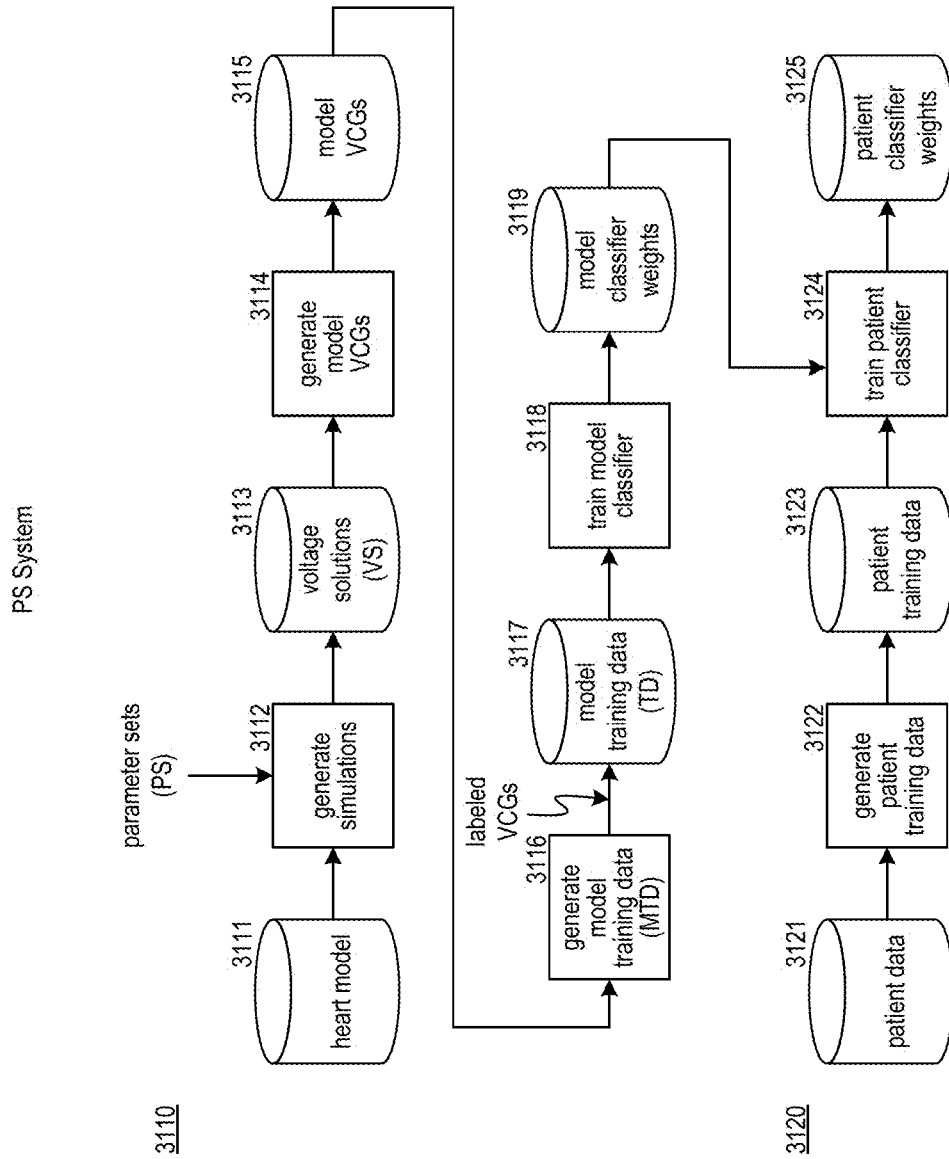 PS System
3110
parameter sets
(PS)
3111
heart model
3112
generate
simulations
3113
voltage
solutions
(VS)
3114
generate
model
VCGs
3115
model
VCGs
3116
generate
model
training data
(MTD)
labeled
VCGs
3117
model
training data
(TD)
3118
train model
classifier
3119
model
classifier
weights
3120
3121
patient data
3122
generate
patient
training data
3123
patient
training data
3124
train patient
classifier
3125
patient
classifier
weights